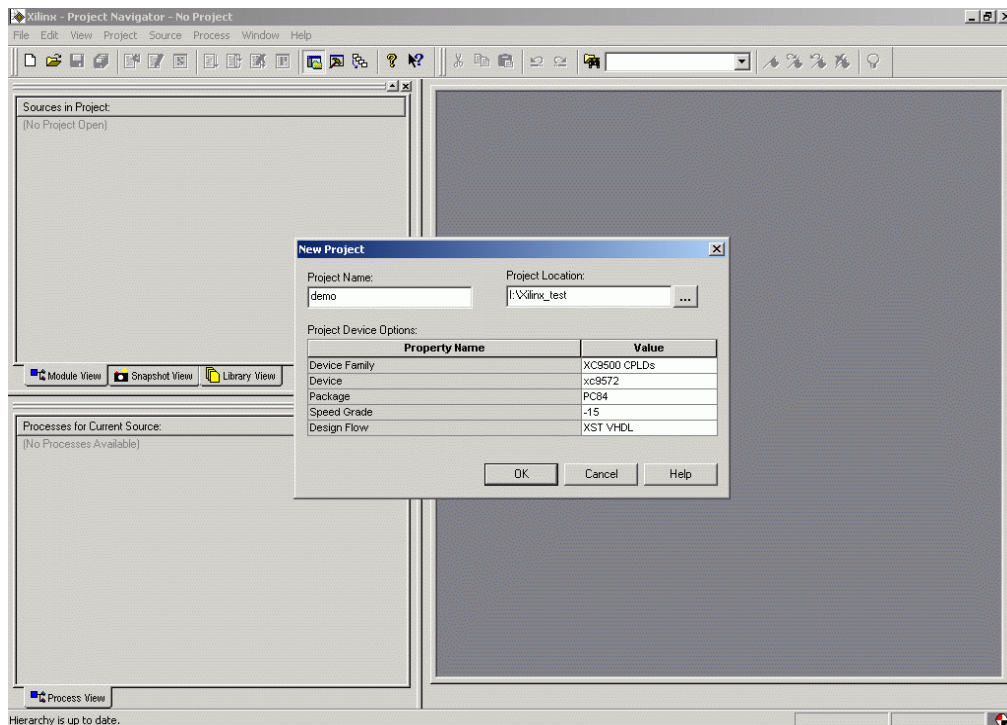 Xilinx - Project Navigator - No Project
File Edit View Project Source Process Window Help
Sources in Project:
(No Project Open)
Module View Snapshot View Library View
Processes for Current Source:
(No Processes Available)
Process View
Hierarchy is up to date.
New Project
Project Name: Project Location:
demo I:\Xilinx_test ...
Project Device Options:
Property Name Value
Device Family XC9500 CPLDs
Device xc9572
Package PC84
Speed Grade -15
Design Flow XST VHDL
OK Cancel Help